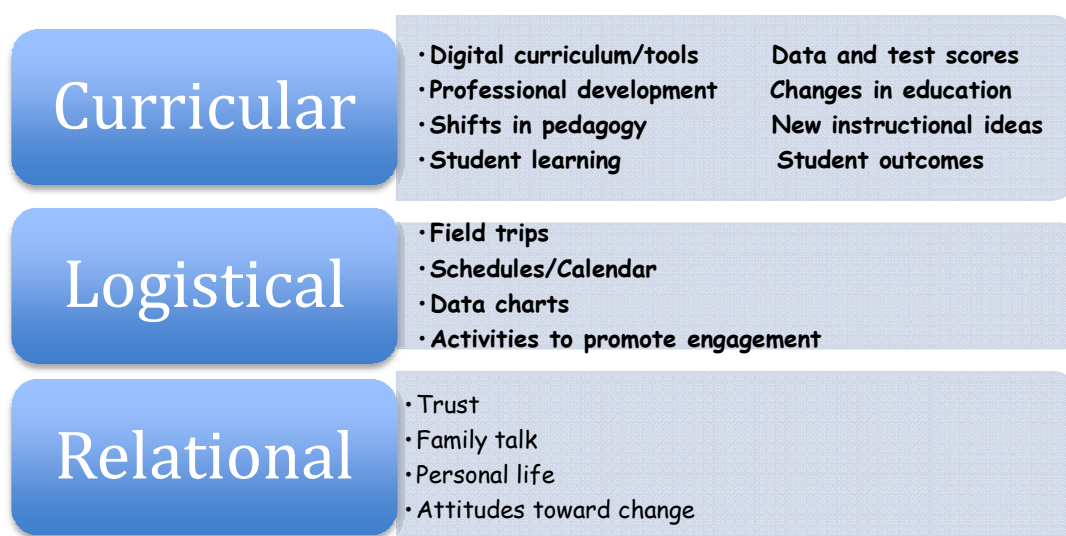 Curricular
•Digital curriculum/tools Data and test scores
•Professional development Changes in education
•Shifts in pedagogy New instructional ideas
•Student learning Student outcomes
Logistical
•Field trips
•Schedules/Calendar
•Data charts
•Activities to promote engagement
Relational
•Trust
•Family talk
•Personal life
•Attitudes toward change